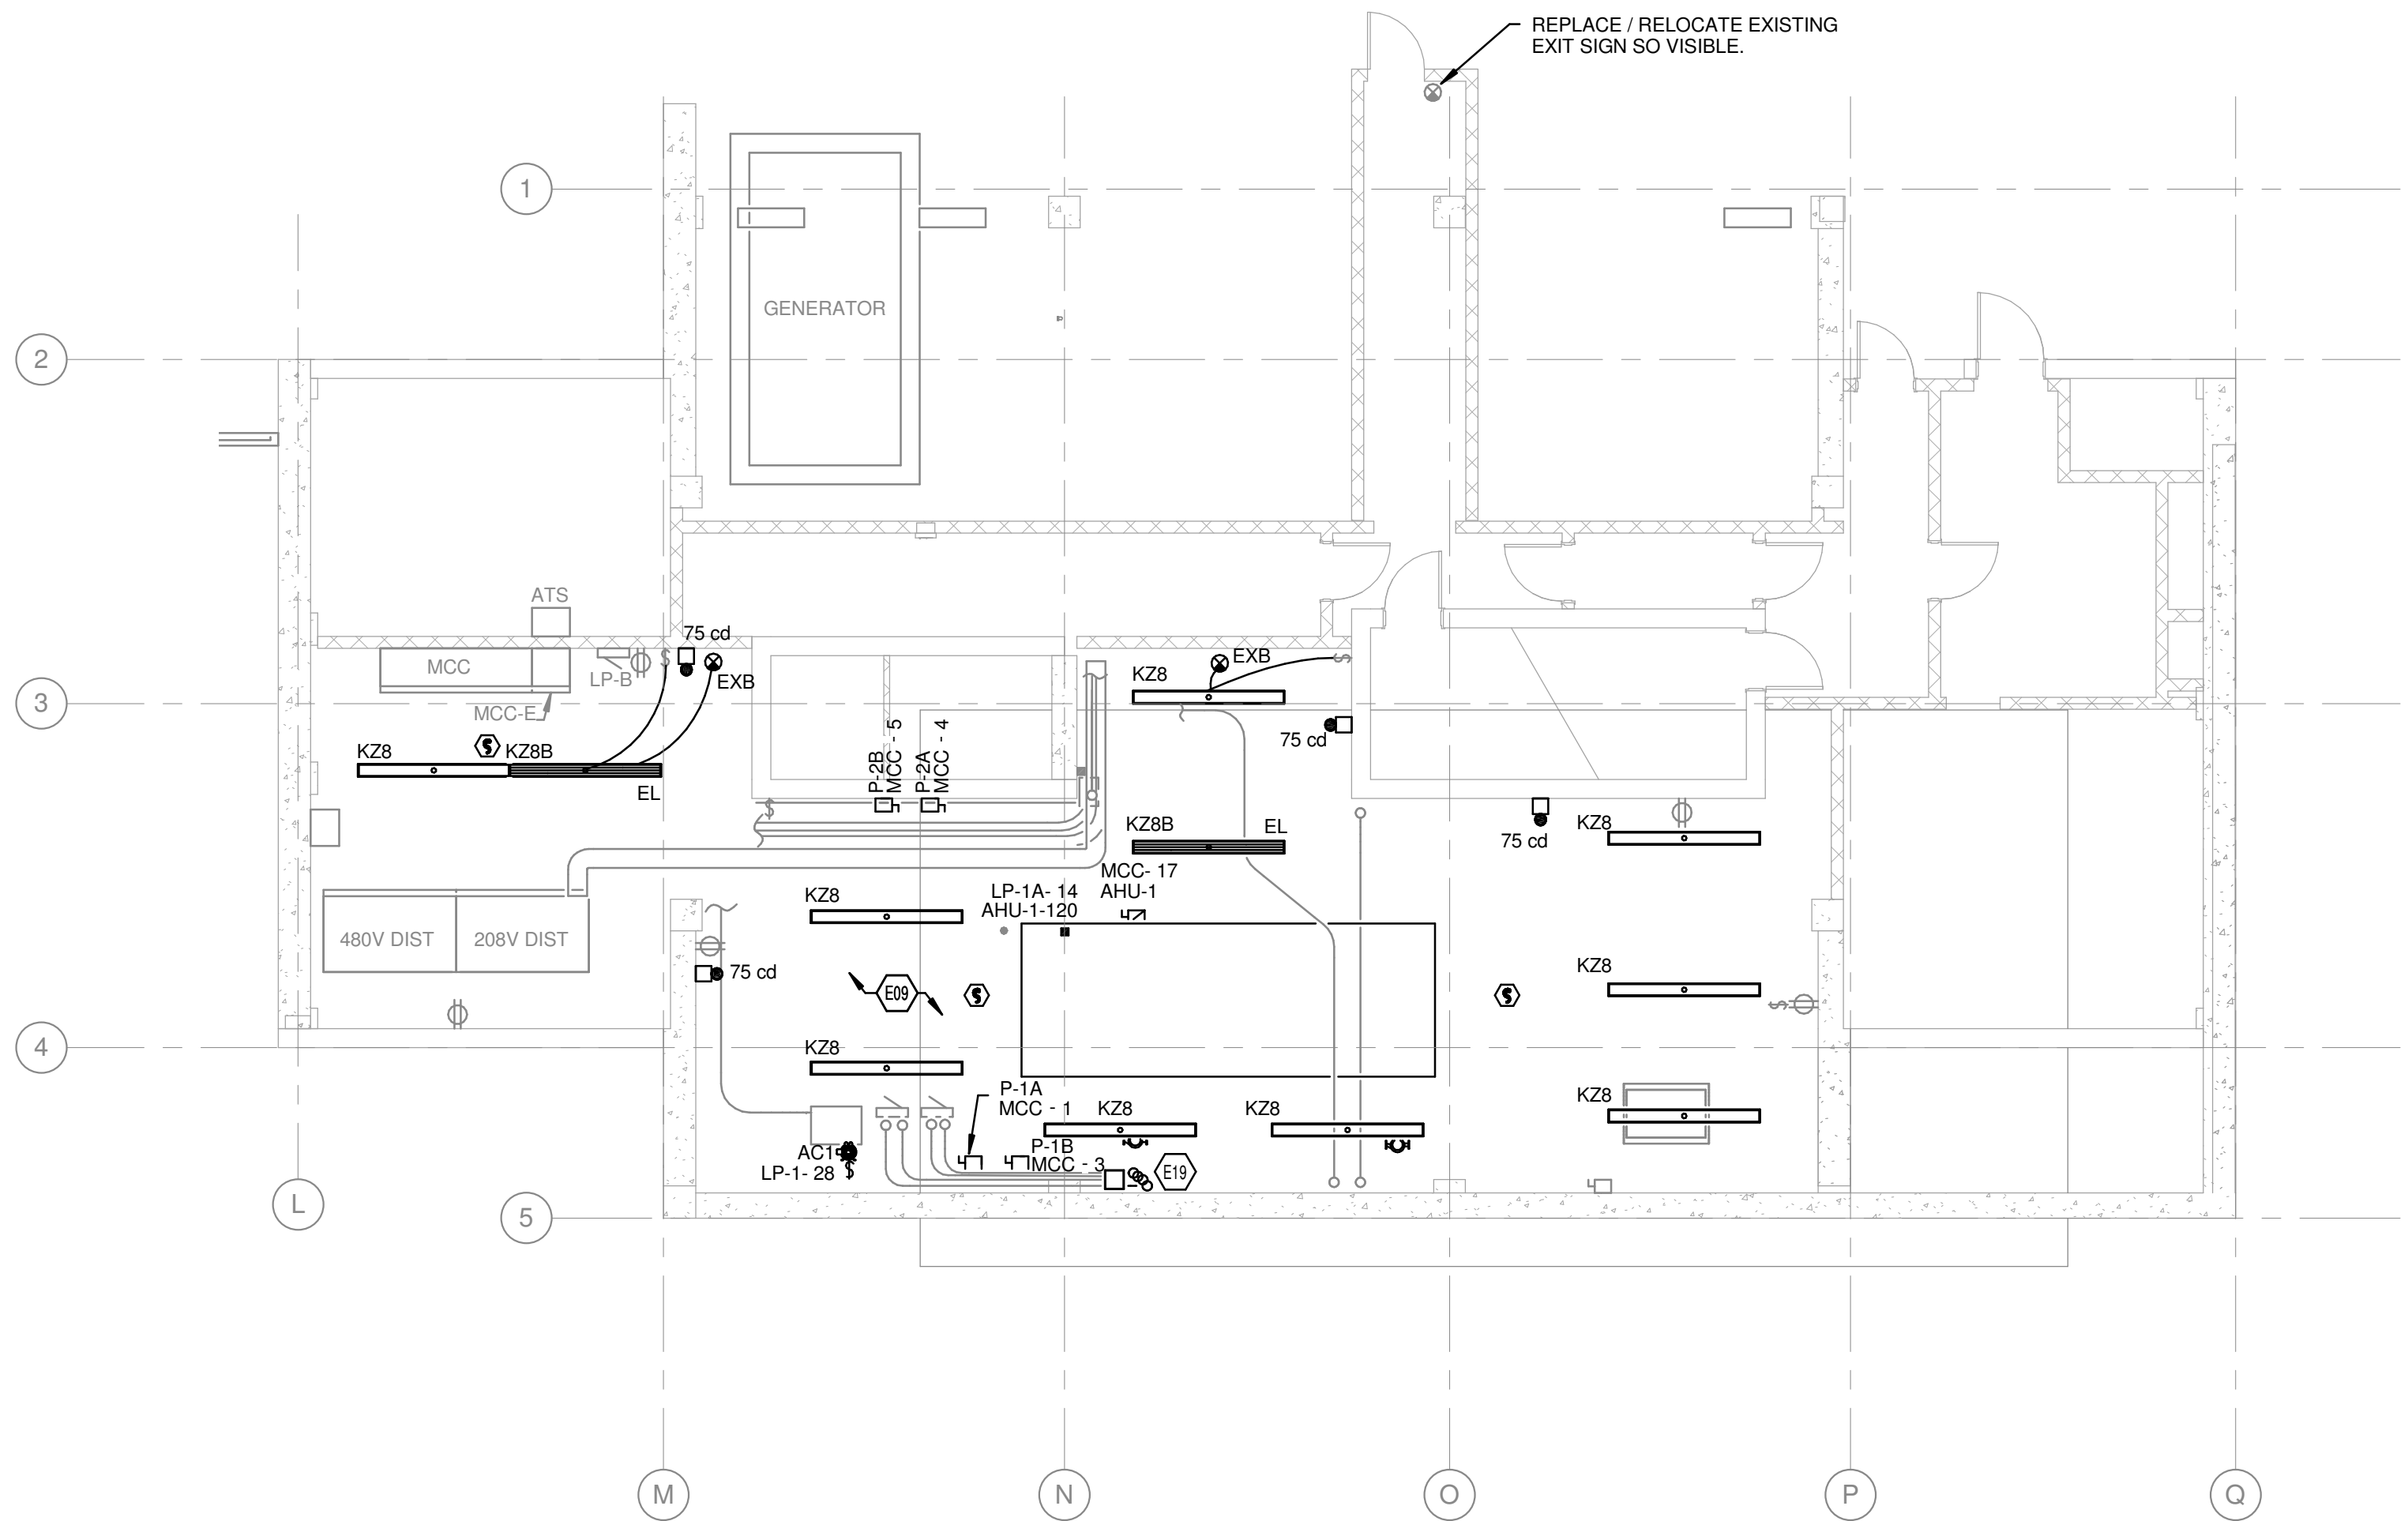 REPLACE / RELOCATE EXISTING
EXIT SIGN SO VISIBLE.
1
GENERATOR
2
ATS
75 cd
MCC
LP-B
EXB
EXB
KZ8
3
MCC-E
75 cd
KZ8
KZ8B
EL
P-2B
MCC - 5
P-2A
MCC - 4
KZ8B
EL
75 cd
KZ8
MCC- 17
AHU-1
LP-1A- 14
AHU-1-120
KZ8
480V DIST
208V DIST
75 cd
E09
KZ8
4
KZ8
P-1A
MCC - 1
KZ8
KZ8
KZ8
AC1
LP-1- 28
P-1B
MCC - 3
E19
L
5
M
N
O
P
Q